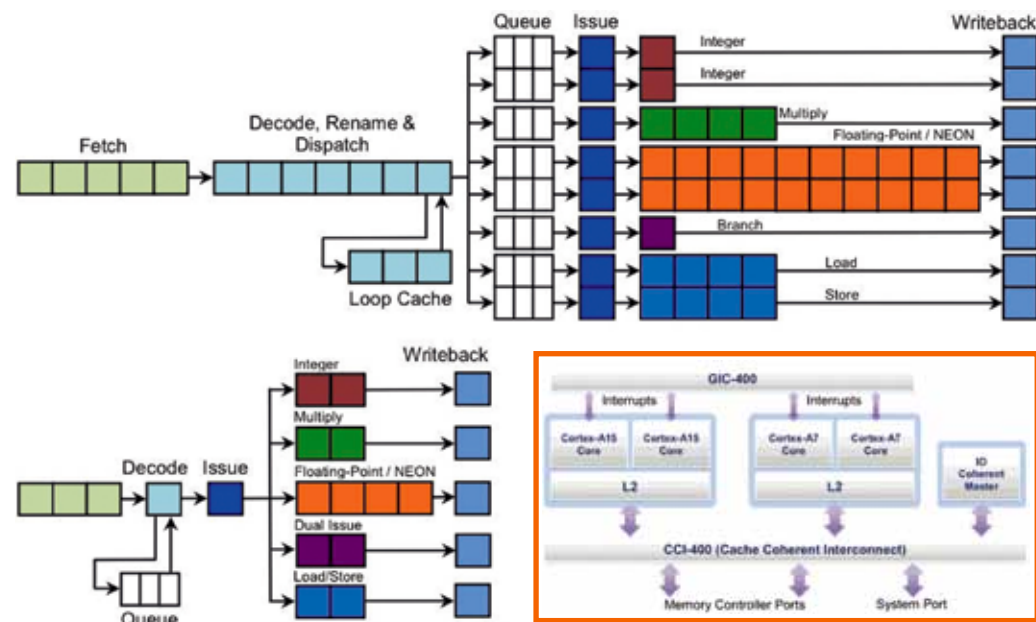 Queue
Issue
Writeback
Integer
Integer
Multiply
Floating-Point / NEON
Branch
Load
Store
Fetch
Decode, Rename &
Dispatch
Loop Cache
Writeback
Integer
Multiply
Floating-Point / NEON
Dual Issue
Load/Store
Decode
Issue
Queue
GIC-400
Interrupts
Interrupts
Cortex-A15
Core
Cortex-A15
Core
Cortex-A7
Core
Cortex-A7
Core
L2
L2
IO
Coherent
Master
CCI-400 (Cache Coherent Interconnect)
Memory Controller Ports
System Port